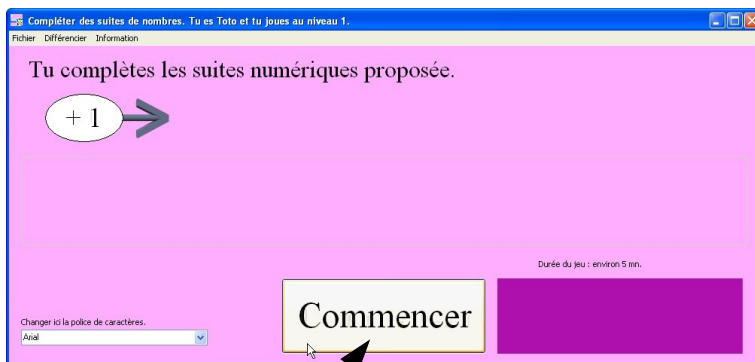 Compléter des suites de nombres. Tu es Toto et tu joues au niveau 1.
Fichier Différencier Information
Tu complètes les suites numériques proposée.
+ 1
Durée du jeu : environ 5 mn.
Commencer
Changer ici la police de caractères.
Arial